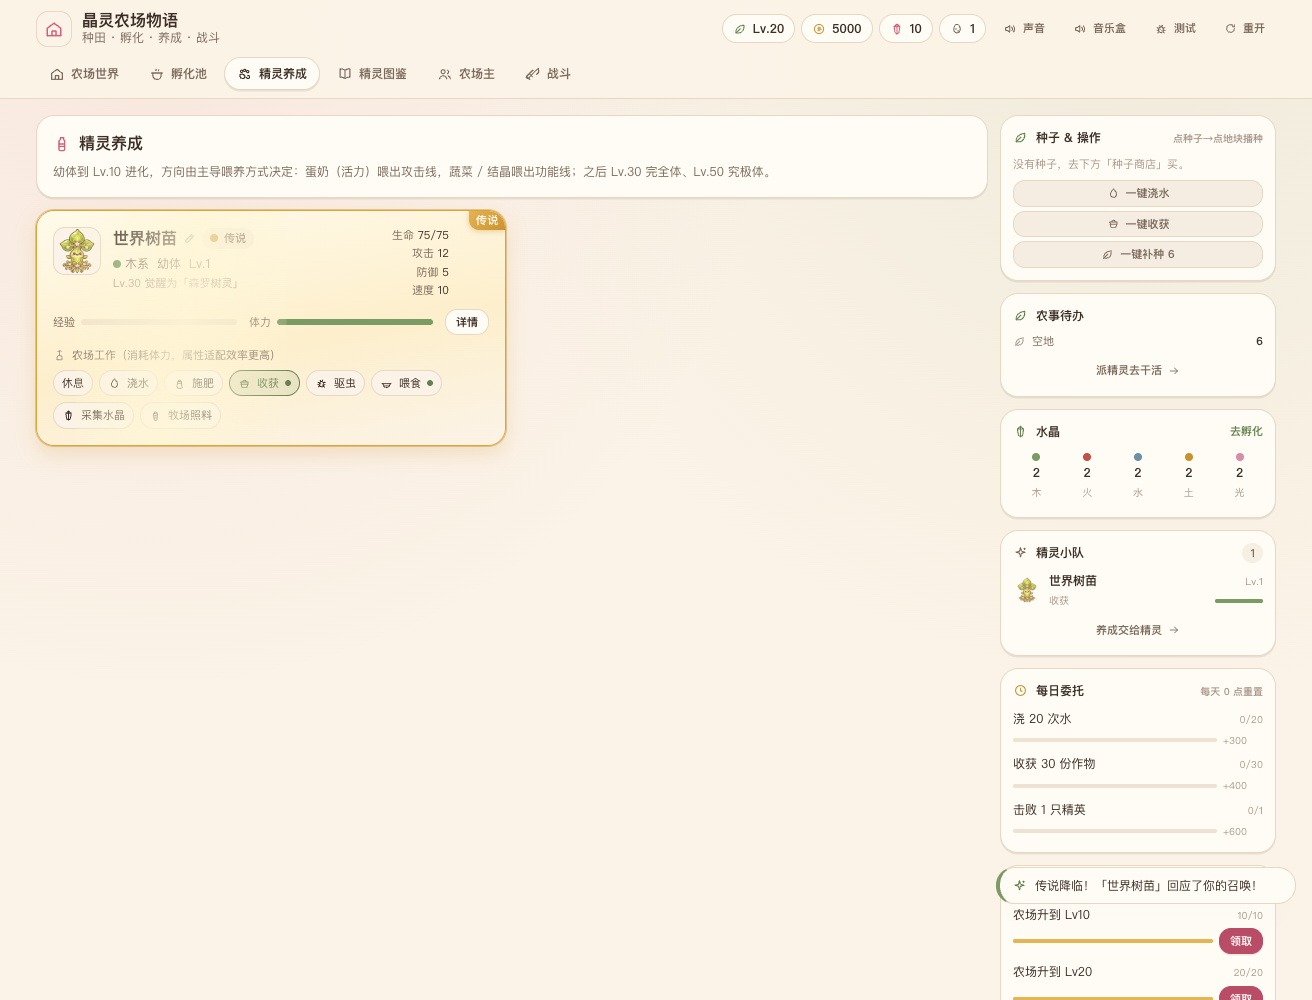 晶灵农场物语
种田 · 孵化 · 养成 · 战斗
Lv.20
5000
10
1
声音
音乐盒
测试
重开
农场世界
孵化池
精灵养成
精灵图鉴
农场主
战斗
精灵养成
幼体到 Lv.10 进化，方向由主导喂养方式决定：蛋奶（活力）喂出攻击线，蔬菜 / 结晶喂出功能线；之后 Lv.30 完全体、Lv.50 究极体。
传说
世界树苗
传说
木系 幼体 Lv.1
Lv.30 觉醒为「森罗树灵」
生命 75/75
攻击 12
防御 5
速度 10
经验
体力
详情
农场工作（消耗体力，属性适配效率更高）
休息
浇水
施肥
收获
驱虫
喂食
采集水晶
牧场照料
种子 & 操作
点种子→点地块播种
没有种子，去下方「种子商店」买。
一键浇水
一键收获
一键补种 6
农事待办
空地
6
派精灵去干活 →
水晶
去孵化
2 2 2 2 2
木 火 水 土 光
精灵小队
1
世界树苗
Lv.1
收获
养成交给精灵 →
每日委托
每天 0 点重置
浇 20 次水
0/20
+300
收获 30 份作物
0/30
+400
击败 1 只精英
0/1
+600
传说降临！「世界树苗」回应了你的召唤！
农场升到 Lv10
10/10
领取
农场升到 Lv20
20/20
领取